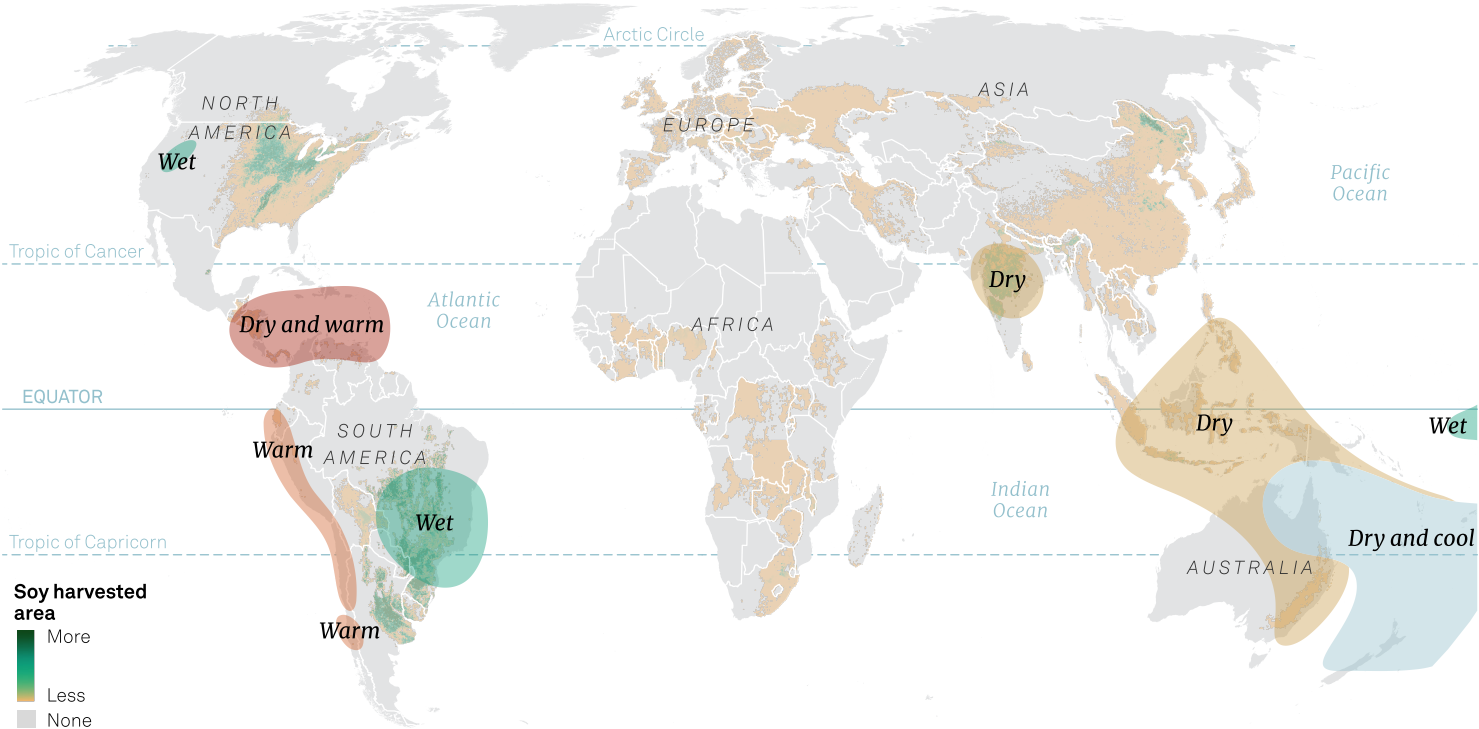 Arctic Circle
NORTH
AMERICA
EUROPE
ASIA
Wet
Pacific
Ocean
Tropic of Cancer
Dry
Atlantic
Ocean
Dry and warm
AFRICA
EQUATOR
Warm
SOUTH
AMERICA
Dry
Wet
Indian
Ocean
Wet
Tropic of Capricorn
Dry and cool
AUSTRALIA
Warm
Soy harvested
area
More
Less
None